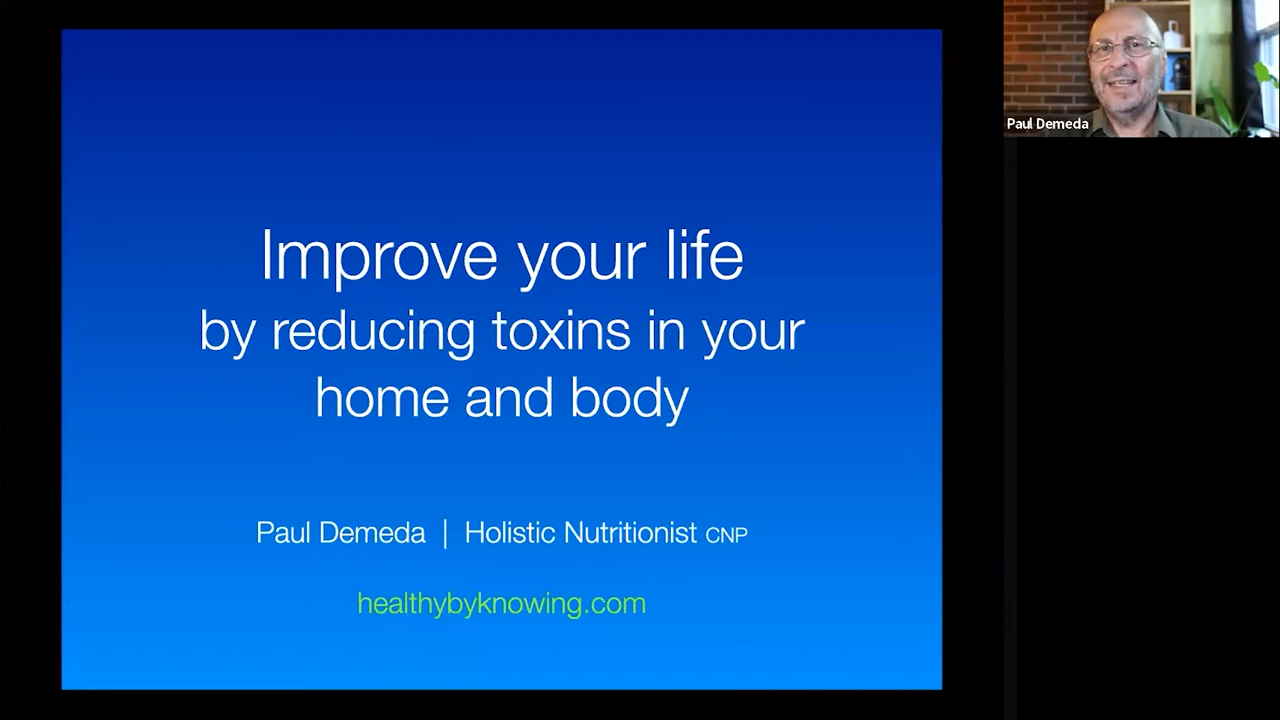 Improve your life
by reducing toxins in your
home and body
Paul Demeda | Holistic Nutritionist CNP
healthybyknowing.com
Paul Demeda